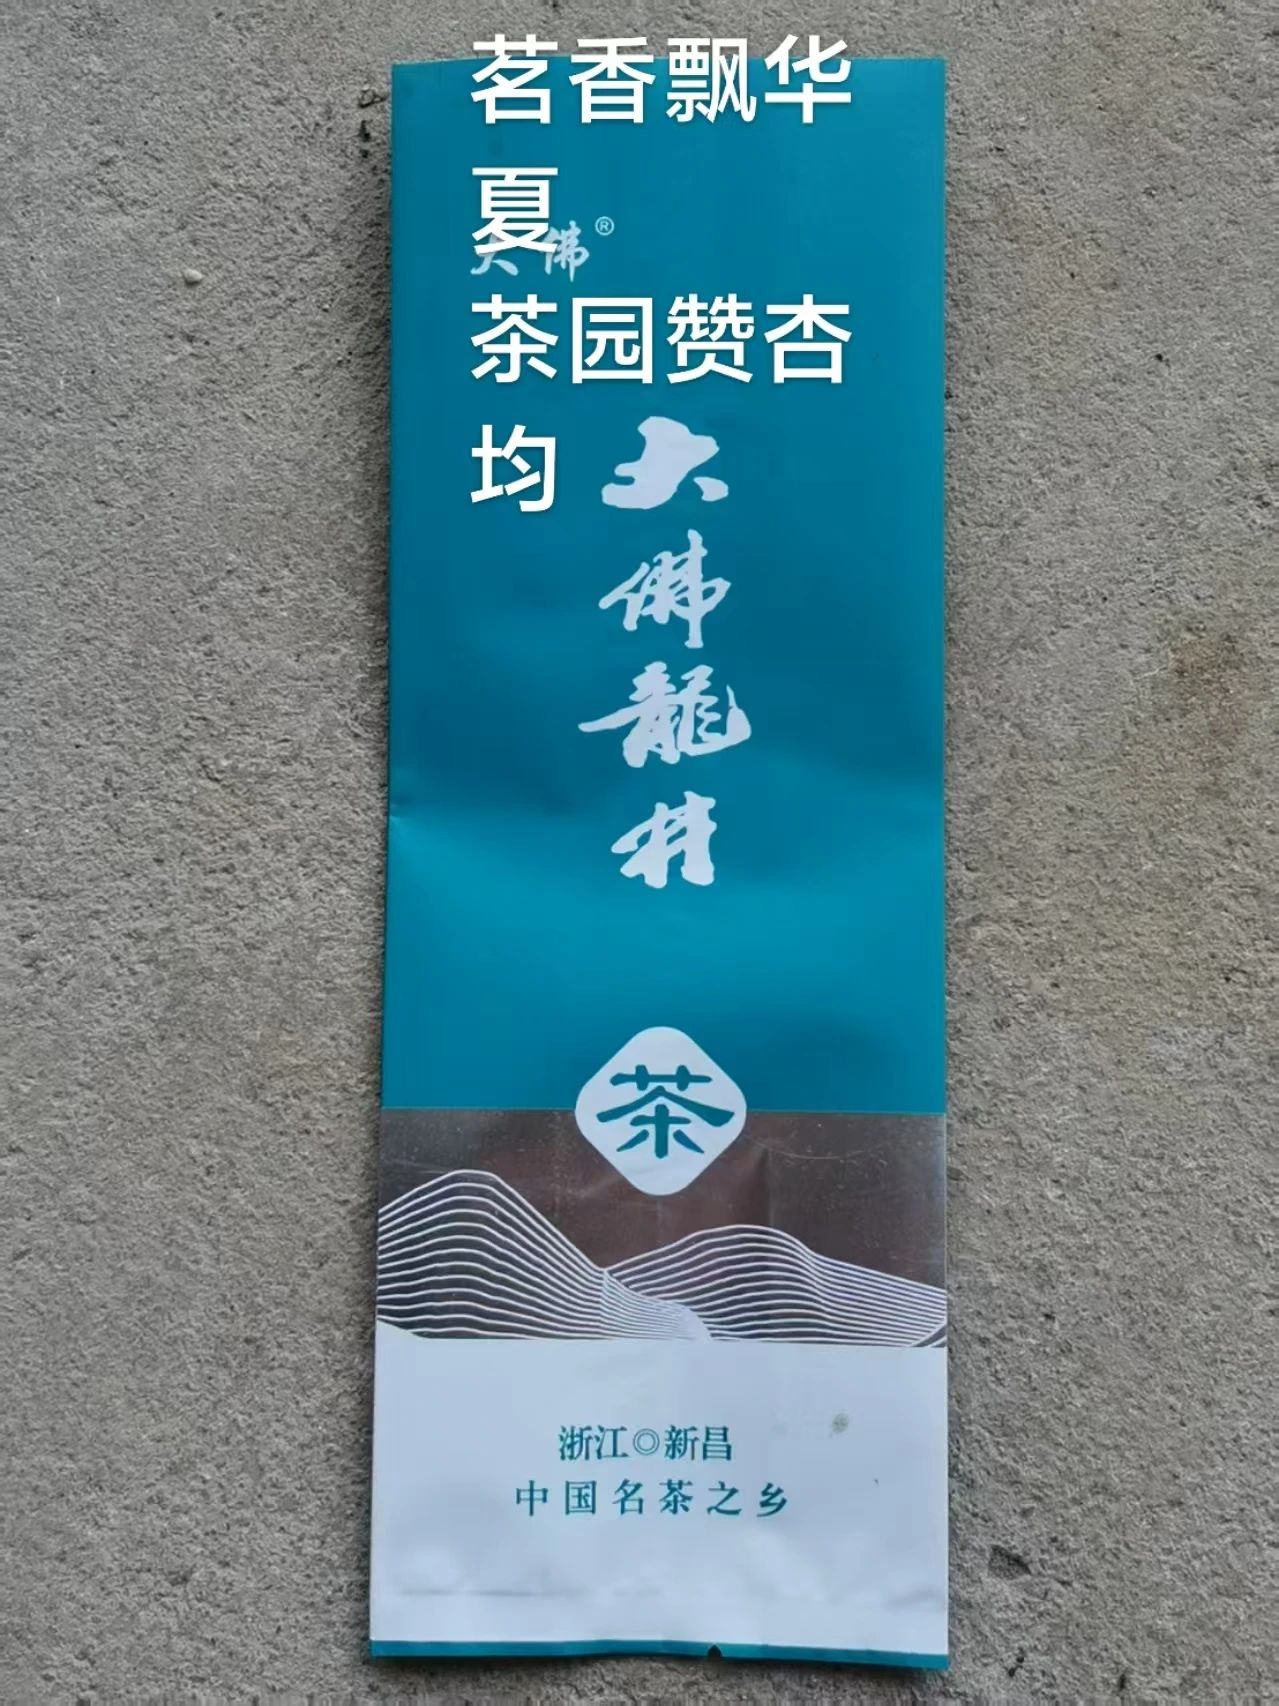 茗香飘华
夏
大佛®
茶园赞杏
均
大佛龍井
茶
浙江◎新昌
中国名茶之乡